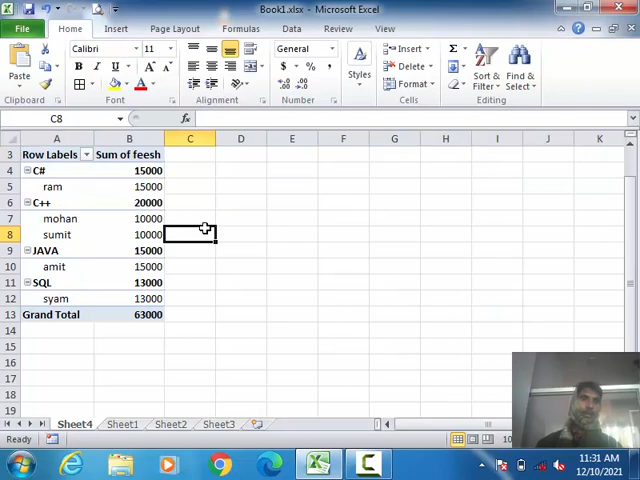 Book1.xlsx - Microsoft Excel
File Home Insert Page Layout Formulas Data Review View
Paste
Clipboard
Calibri 11
B I U
A A
Font
Alignment
General
$ % ,
Number
Styles
Insert
Delete
Format
Cells
Σ
Sort & Filter
Find & Select
Editing
C8 fx
A B C D E F G H I J K
3 Row Labels Sum of feesh
4 C# 15000
5 ram 15000
6 C++ 20000
7 mohan 10000
8 sumit 10000
9 JAVA 15000
10 amit 15000
11 SQL 13000
12 syam 13000
13 Grand Total 63000
14
15
16
17
18
19
Sheet4 Sheet1 Sheet2 Sheet3
Ready
11:31 AM
12/10/2021